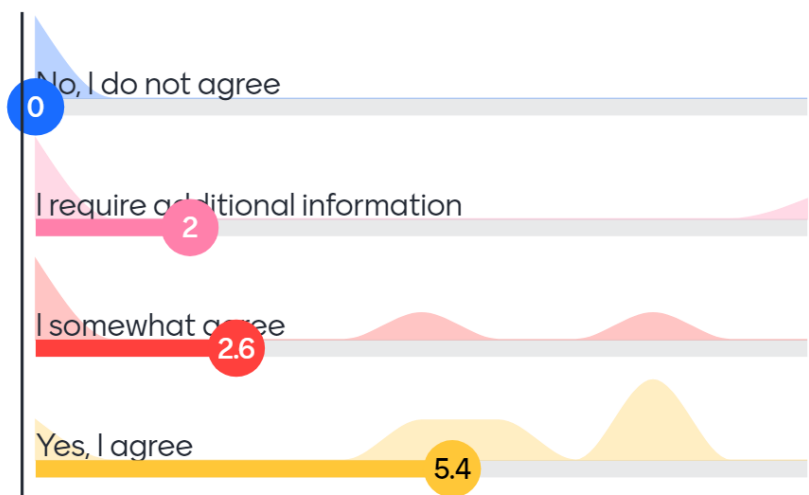 No, I do not agree
0
I require additional information
2
I somewhat agree
2.6
Yes, I agree
5.4